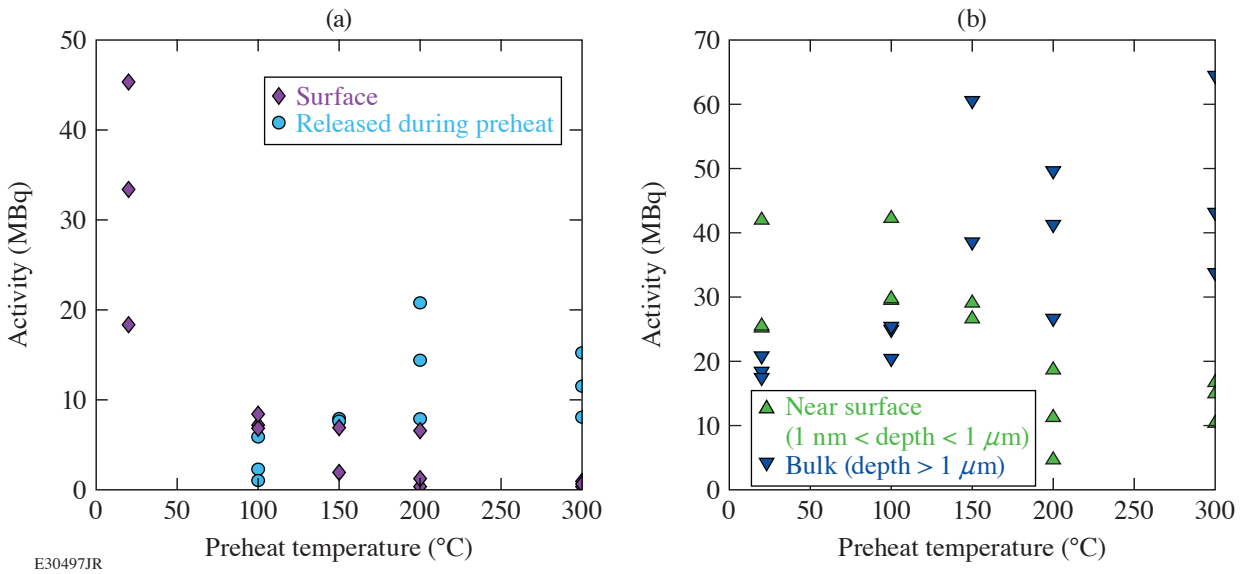 (a)
50
40
30
20
10
0
Activity (MBq)
Surface
Released during preheat
0 50 100 150 200 250 300
Preheat temperature (°C)
(b)
70
60
50
40
30
20
10
0
Activity (MBq)
Near surface
(1 nm < depth < 1 μm)
Bulk (depth > 1 μm)
0 50 100 150 200 250 300
Preheat temperature (°C)
E30497JR